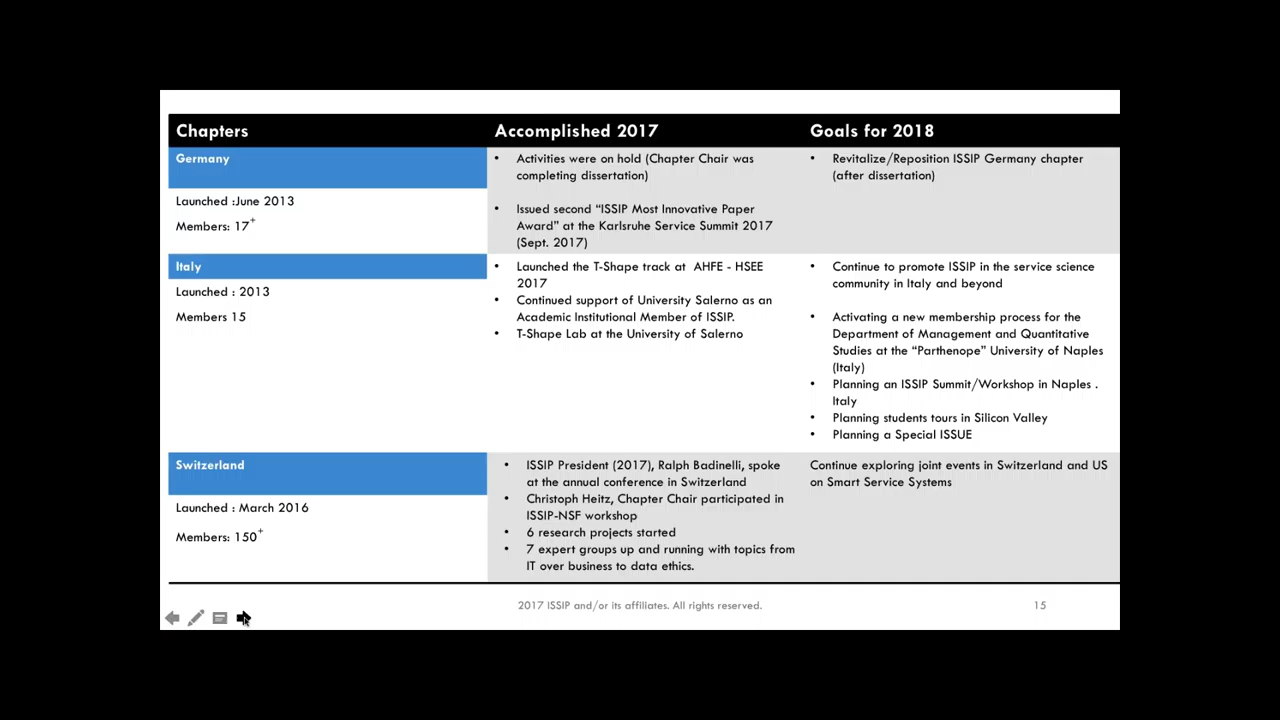 Chapters
Accomplished 2017
Goals for 2018
Germany
Launched :June 2013
Members: 17+
• Activities were on hold (Chapter Chair was
completing dissertation)
• Issued second “ISSIP Most Innovative Paper
Award” at the Karlsruhe Service Summit 2017
(Sept. 2017)
• Revitalize/Reposition ISSIP Germany chapter
(after dissertation)
Italy
Launched : 2013
Members 15
• Launched the T-Shape track at AHFE - HSEE
2017
• Continued support of University Salerno as an
Academic Institutional Member of ISSIP.
• T-Shape Lab at the University of Salerno
• Continue to promote ISSIP in the service science
community in Italy and beyond
• Activating a new membership process for the
Department of Management and Quantitative
Studies at the “Parthenope” University of Naples
(Italy)
• Planning an ISSIP Summit/Workshop in Naples .
Italy
• Planning students tours in Silicon Valley
• Planning a Special ISSUE
Switzerland
Launched : March 2016
Members: 150+
• ISSIP President (2017), Ralph Badinelli, spoke
at the annual conference in Switzerland
• Christoph Heitz, Chapter Chair participated in
ISSIP-NSF workshop
• 6 research projects started
• 7 expert groups up and running with topics from
IT over business to data ethics.
Continue exploring joint events in Switzerland and US
on Smart Service Systems
2017 ISSIP and/or its affiliates. All rights reserved.
15